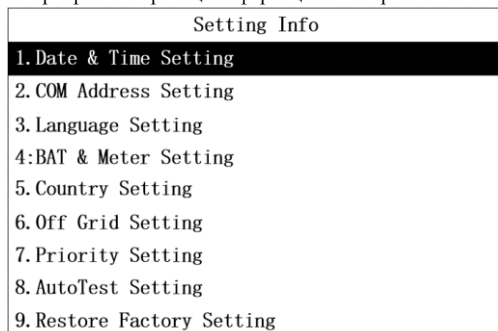 Setting Info
1.Date & Time Setting
2.COM Address Setting
3.Language Setting
4:BAT & Meter Setting
5.Country Setting
6.Off Grid Setting
7.Priority Setting
8.AutoTest Setting
9.Restore Factory Setting